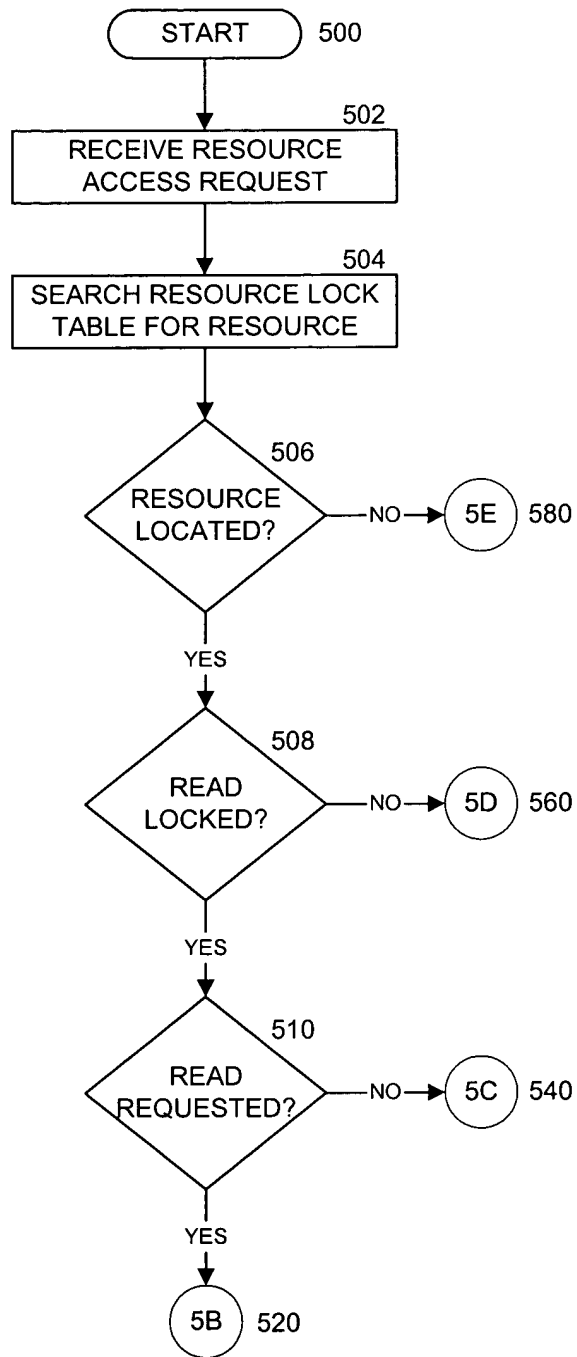 START 500
502
RECEIVE RESOURCE
ACCESS REQUEST
504
SEARCH RESOURCE LOCK
TABLE FOR RESOURCE
506
RESOURCE
LOCATED?
NO
5E 580
YES
508
READ
LOCKED?
NO
5D 560
YES
510
READ
REQUESTED?
NO
5C 540
YES
5B 520